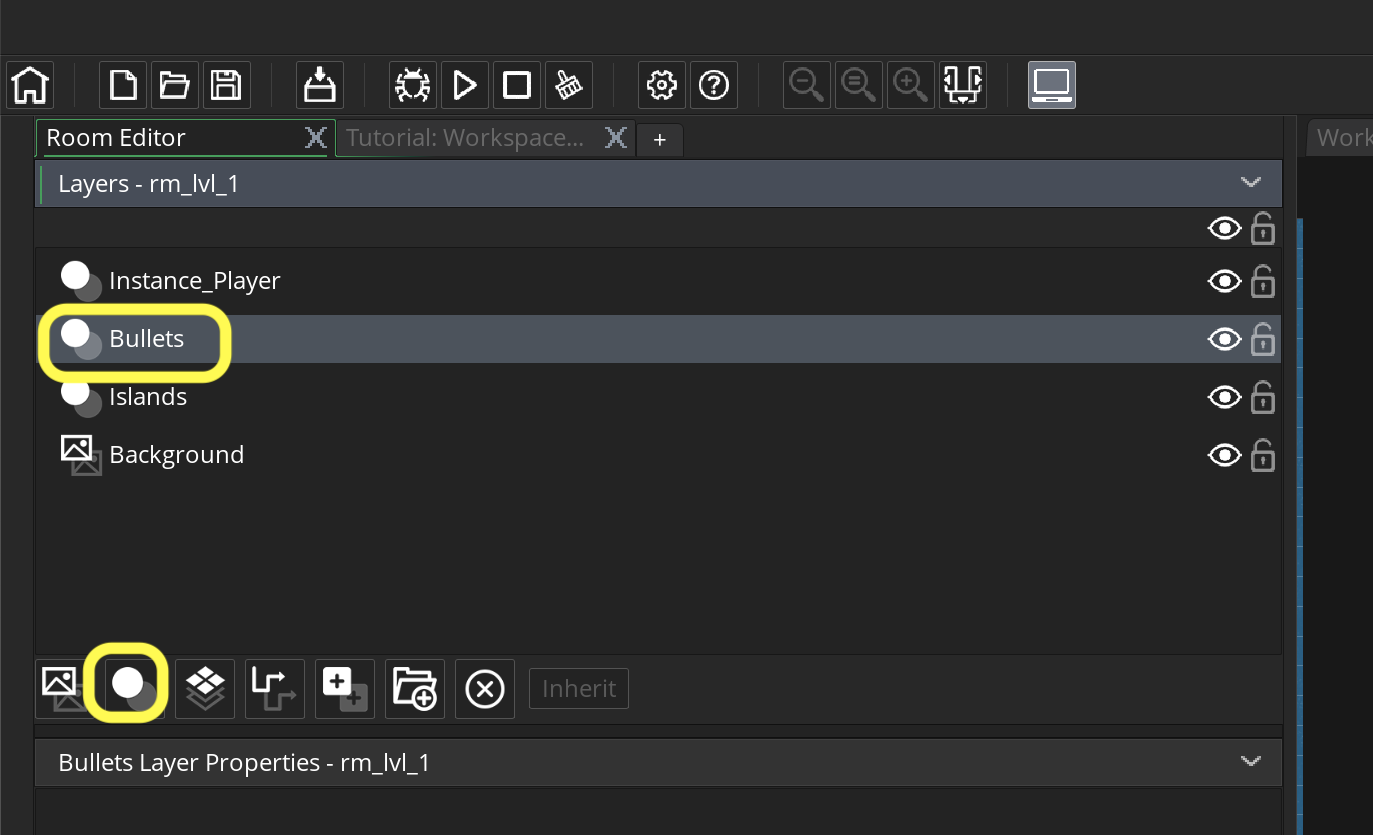 Room Editor
Tutorial: Workspace...
+
Work
Layers - rm_lvl_1
Instance_Player
Bullets
Islands
Background
Inherit
Bullets Layer Properties - rm_lvl_1